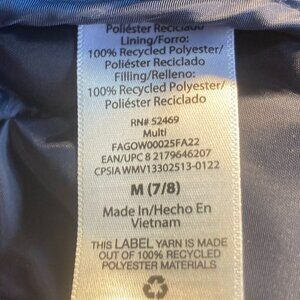 Poliéster Reciclado
Lining/Forro:
100% Recycled Polyester/
Poliéster Reciclado
Filling/Relleno:
100% Recycled Polyester/
Poliéster Reciclado
RN# 52469
Multi
FAGOW00025FA22
EAN/UPC 8 2179646207
CPSIA WMV13302513-0122
M (7/8)
Made In/Hecho En
Vietnam
THIS LABEL YARN IS MADE
OUT OF 100% RECYCLED
POLYESTER MATERIALS